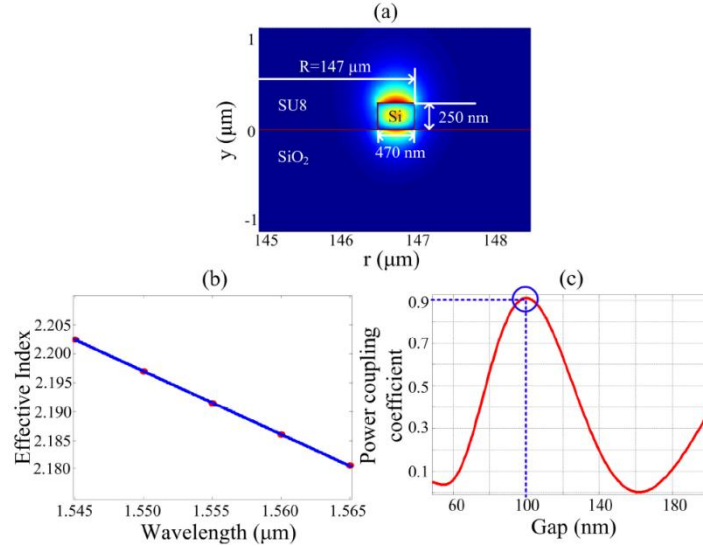 (a)
1
R=147 μm
SU8
Si
250 nm
y (μm)
0
SiO2
470 nm
-1
145 146 147 148
r (μm)
(b)
2.205
2.200
2.195
2.190
2.185
2.180
Effective Index
1.545 1.550 1.555 1.560 1.565
Wavelength (μm)
(c)
0.9
0.7
0.5
0.3
0.1
Power coupling
coefficient
60 100 140 180
Gap (nm)